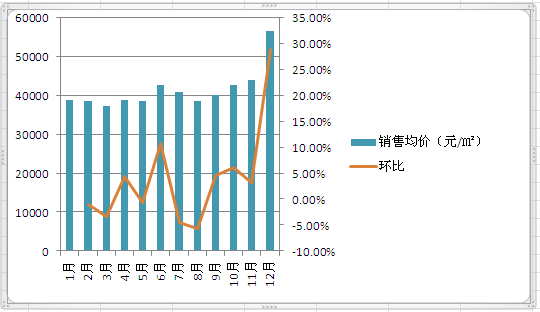 60000
50000
40000
30000
20000
10000
0
35.00%
30.00%
25.00%
20.00%
15.00%
10.00%
5.00%
0.00%
-5.00%
-10.00%
1月
2月
3月
4月
5月
6月
7月
8月
9月
10月
11月
12月
销售均价（元/㎡）
环比